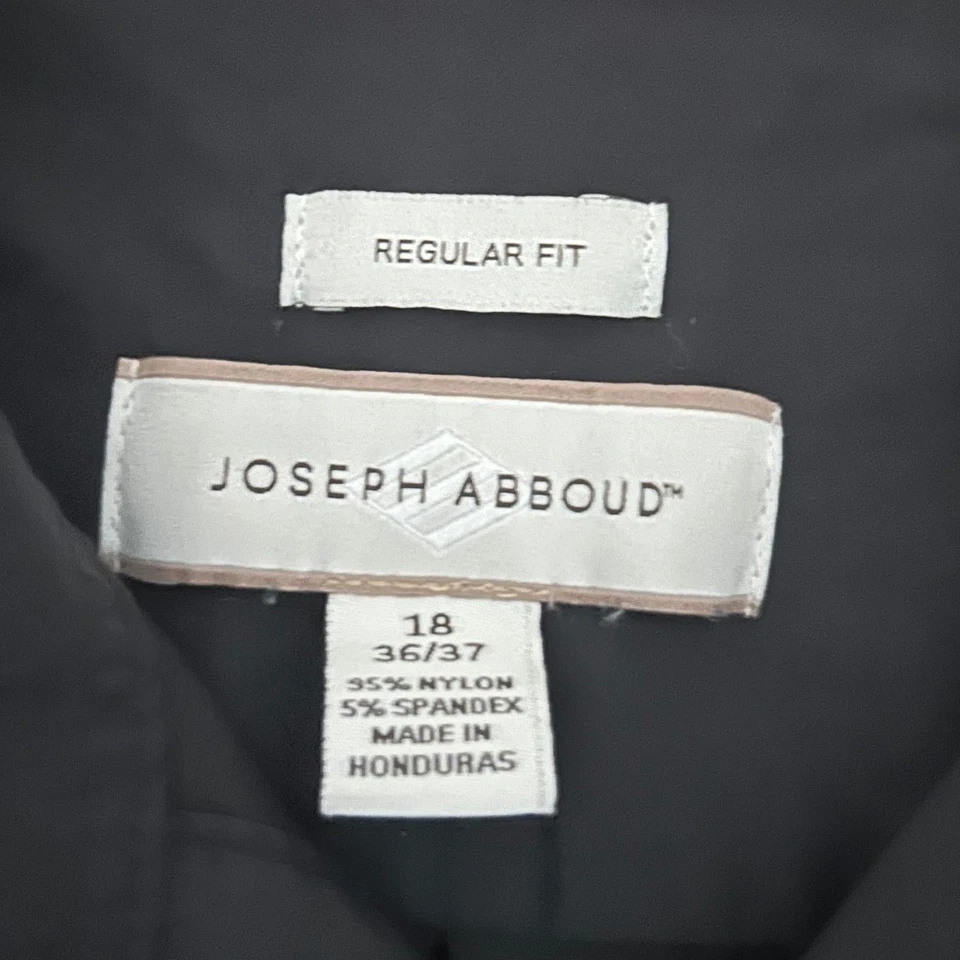 REGULAR FIT
JOSEPH ABBOUD™
18
36/37
95% NYLON
5% SPANDEX
MADE IN
HONDURAS